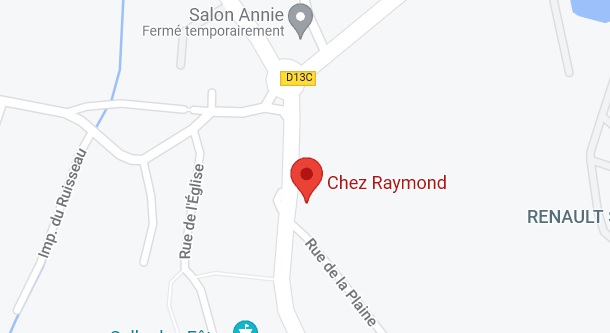 Salon Annie
Fermé temporairement
D13C
Chez Raymond
Imp. du Ruisseau
Rue de l'Église
RENAULT
Rue de la Plaine